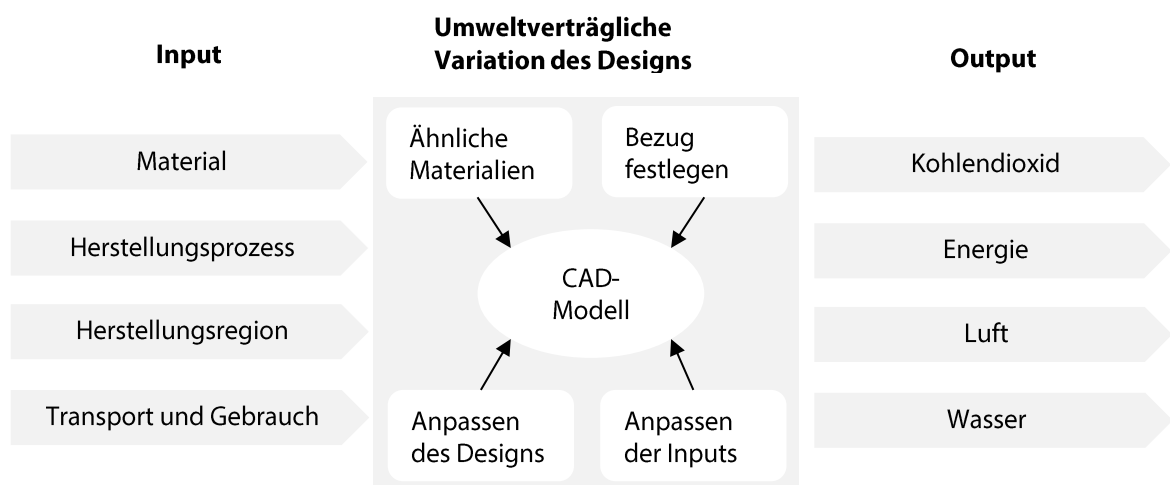 Input
Umweltverträgliche
Variation des Designs
Output
Material
Herstellungsprozess
Herstellungsregion
Transport und Gebrauch
Ähnliche
Materialien
Bezug
festlegen
CAD-
Modell
Anpassen
des Designs
Anpassen
der Inputs
Kohlendioxid
Energie
Luft
Wasser